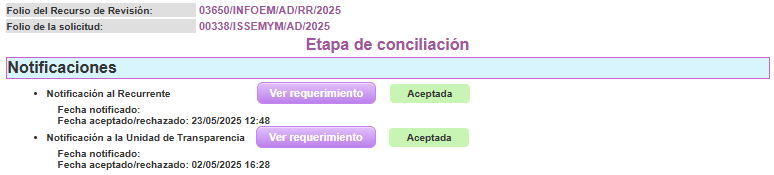 Folio del Recurso de Revisión: 03650/INFOEM/AD/RR/2025
Folio de la solicitud: 00338/ISSEMYM/AD/2025
Etapa de conciliación
Notificaciones
Notificación al Recurrente Ver requerimiento Aceptada
Fecha notificado:
Fecha aceptado/rechazado: 23/05/2025 12:48
Notificación a la Unidad de Transparencia Ver requerimiento Aceptada
Fecha notificado:
Fecha aceptado/rechazado: 02/05/2025 16:28